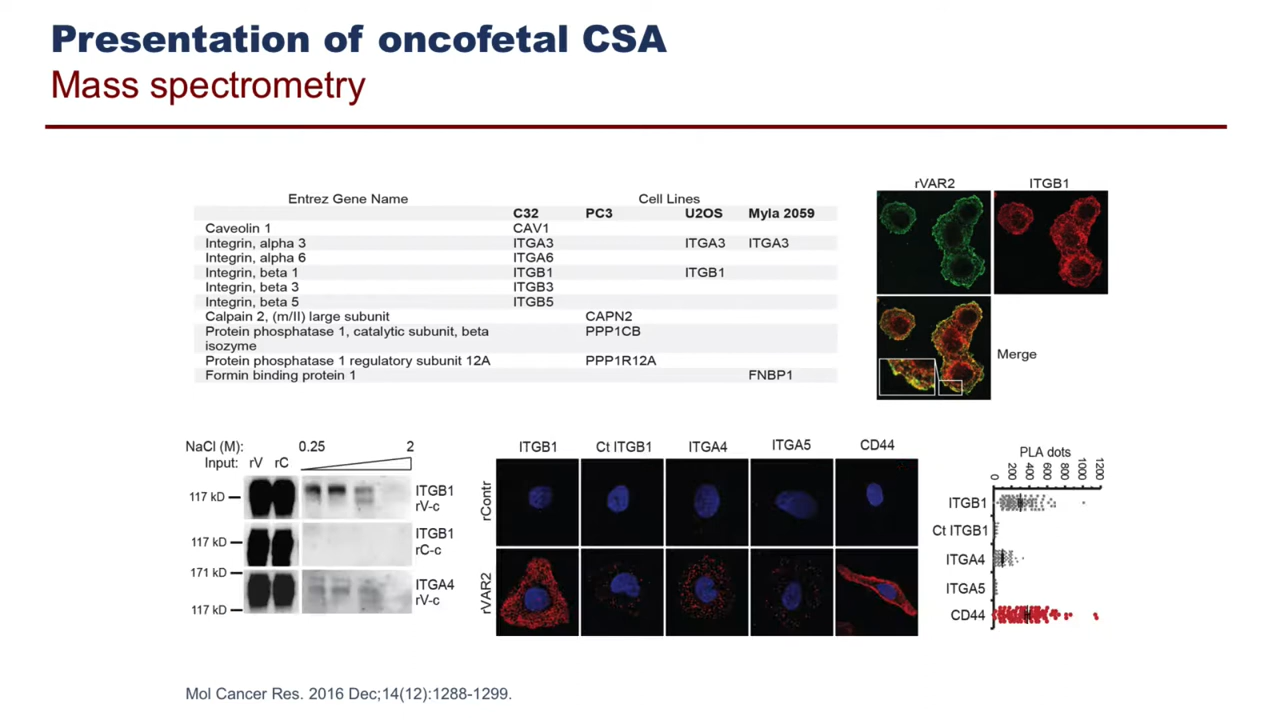 Presentation of oncofetal CSA
Mass spectrometry
Entrez Gene Name Cell Lines
C32 PC3 U2OS Myla 2059
Caveolin 1 CAV1
Integrin, alpha 3 ITGA3 ITGA3 ITGA3
Integrin, alpha 6 ITGA6
Integrin, beta 1 ITGB1 ITGB1
Integrin, beta 3 ITGB3
Integrin, beta 5 ITGB5
Calpain 2, (m/II) large subunit CAPN2
Protein phosphatase 1, catalytic subunit, beta PPP1CB
isozyme
Protein phosphatase 1 regulatory subunit 12A PPP1R12A
Formin binding protein 1 FNBP1
rVAR2 ITGB1
Merge
NaCl (M): 0.25 2
Input: rV rC
117 kD ITGB1
rV-c
117 kD ITGB1
rC-c
171 kD
ITGA4
rV-c
117 kD
ITGB1 Ct ITGB1 ITGA4 ITGA5 CD44
rContr
rVAR2
PLA dots
0 200 400 600 800 1000 1200
ITGB1
Ct ITGB1
ITGA4
ITGA5
CD44
Mol Cancer Res. 2016 Dec;14(12):1288-1299.